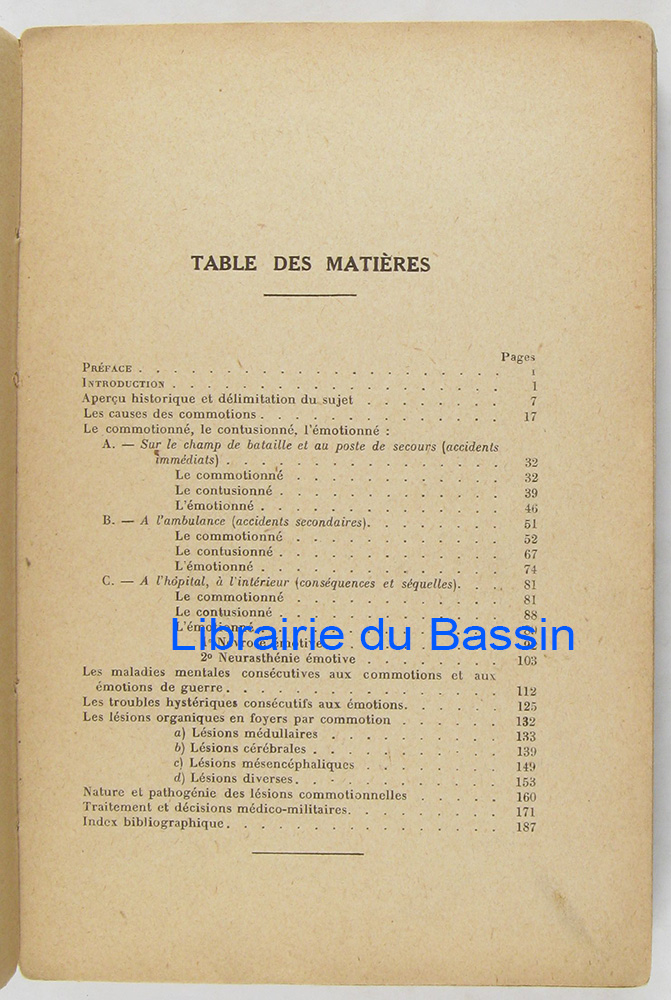 TABLE DES MATIÈRES
Pages
PRÉFACE . . . . . . . . . . . . . . . . . . . I
INTRODUCTION . . . . . . . . . . . . . . . . . 1
Aperçu historique et délimitation du sujet . . . . . . . . 7
Les causes des commotions . . . . . . . . . . . . . 17
Le commotionné, le contusionné, l'émotionné :
A. — Sur le champ de bataille et au poste de secours (accidents
immédiats) . . . . . . . . . . . . . . . 32
Le commotionné . . . . . . . . . . . 32
Le contusionné . . . . . . . . . . . . 39
L'émotionné . . . . . . . . . . . . . 46
B. — A l'ambulance (accidents secondaires) . . . . . . . . 51
Le commotionné . . . . . . . . . . . 52
Le contusionné . . . . . . . . . . . . 67
L'émotionné . . . . . . . . . . . . . 74
C. — A l'hôpital, à l'intérieur (conséquences et séquelles) . . . 81
Le commotionné . . . . . . . . . . . 81
Le contusionné . . . . . . . . . . . . 88
L'émotionné
Librairie du Bassin
émotive
2º Neurasthénie émotive . . . . . . . . 103
Les maladies mentales consécutives aux commotions et aux
émotions de guerre . . . . . . . . . . . . . . . 112
Les troubles hystériques consécutifs aux émotions . . . . . . 125
Les lésions organiques en foyers par commotion . . . . . . 132
a) Lésions médullaires . . . . . . . . . 133
b) Lésions cérébrales . . . . . . . . . . 139
c) Lésions mésencéphaliques . . . . . . . . 149
d) Lésions diverses . . . . . . . . . . . 153
Nature et pathogénie des lésions commotionnelles . . . . . 160
Traitement et décisions médico-militaires . . . . . . . . 171
Index bibliographique . . . . . . . . . . . . . . . 187